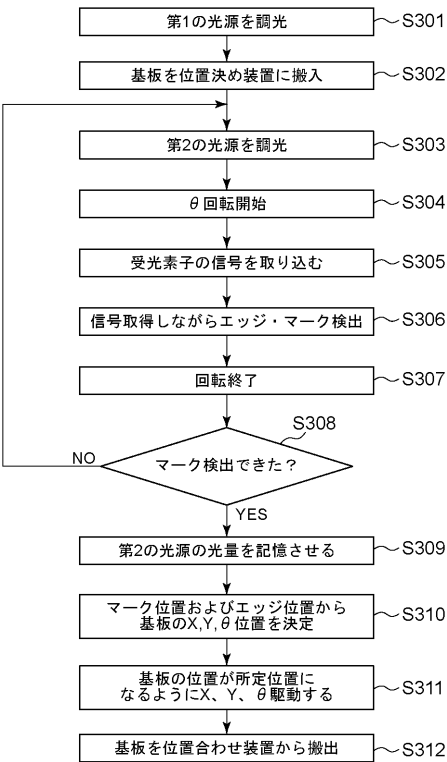 第1の光源を調光 S301
基板を位置決め装置に搬入 S302
第2の光源を調光 S303
θ回転開始 S304
受光素子の信号を取り込む S305
信号取得しながらエッジ・マーク検出 S306
回転終了 S307
S308
マーク検出できた？
NO
YES
第2の光源の光量を記憶させる S309
マーク位置およびエッジ位置から
基板のX,Y,θ位置を決定 S310
基板の位置が所定位置に
なるようにX、Y、θ駆動する S311
基板を位置合わせ装置から搬出 S312